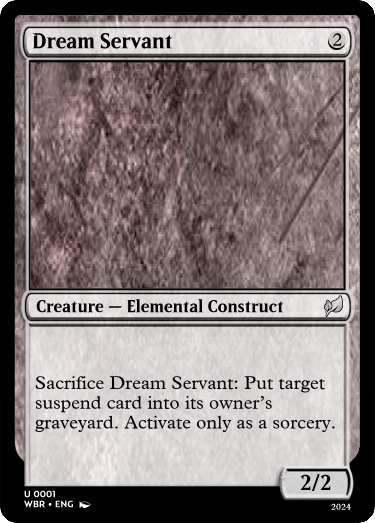 Dream Servant 2
Creature — Elemental Construct
Sacrifice Dream Servant: Put target
suspend card into its owner's
graveyard. Activate only as a sorcery.
2/2
U 0001
WBR • ENG
2024